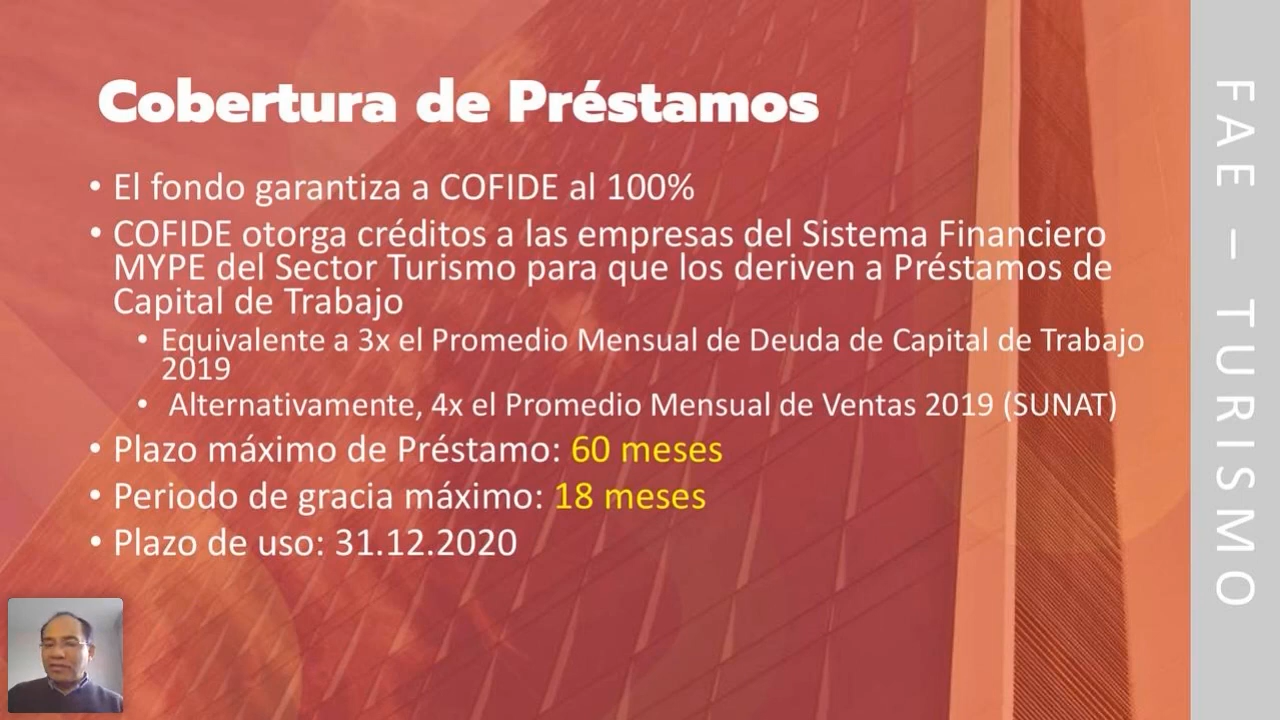 Cobertura de Préstamos
• El fondo garantiza a COFIDE al 100%
• COFIDE otorga créditos a las empresas del Sistema Financiero
MYPE del Sector Turismo para que los deriven a Préstamos de
Capital de Trabajo
• Equivalente a 3x el Promedio Mensual de Deuda de Capital de Trabajo
2019
• Alternativamente, 4x el Promedio Mensual de Ventas 2019 (SUNAT)
• Plazo máximo de Préstamo: 60 meses
• Periodo de gracia máximo: 18 meses
• Plazo de uso: 31.12.2020
FAE – TURISMO